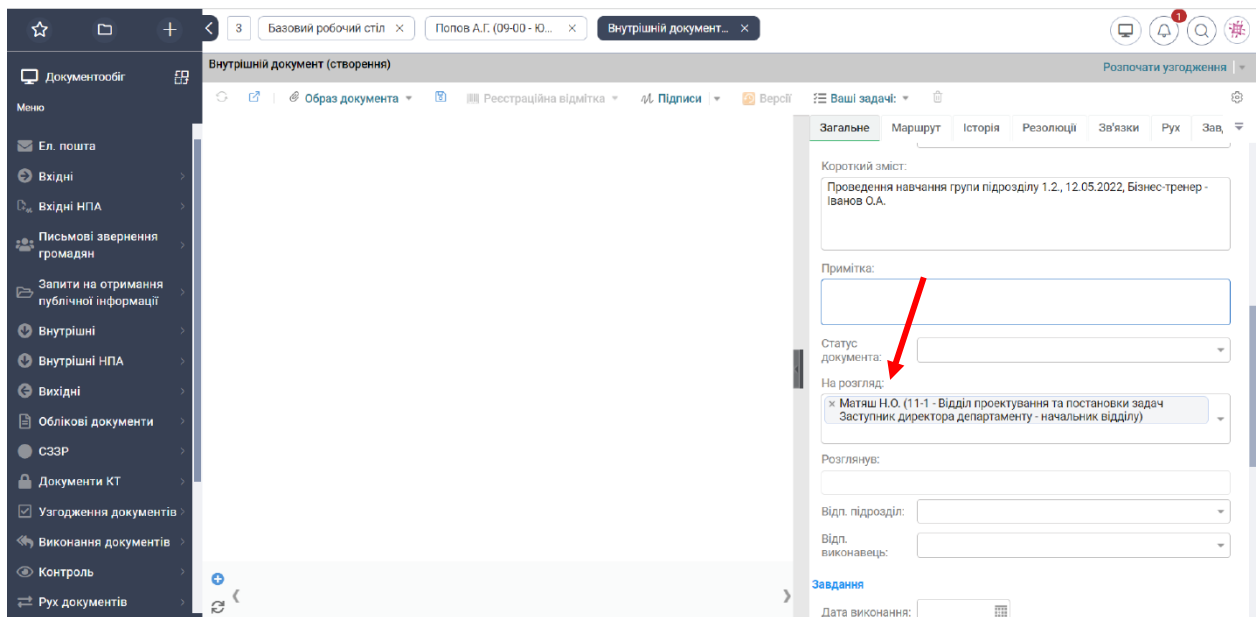 3
Базовий робочий стіл ×
Попов А.Г. (09-00 - Ю... ×
Внутрішній документ... ×
1
Документообіг
Меню
Ел. пошта
Вхідні
Вхідні НПА
Письмові звернення
громадян
Запити на отримання
публічної інформації
Внутрішні
Внутрішні НПА
Вихідні
Облікові документи
СЗЗР
Документи КТ
Узгодження документів
Виконання документів
Контроль
Рух документів
Внутрішній документ (створення)
Розпочати узгодження
Образ документа
Реєстраційна відмітка
Підписи
Версії
Ваші задачі:
Загальне Маршрут Історія Резолюції Зв'язки Рух Зав,
Короткий зміст:
Проведення навчання групи підрозділу 1.2., 12.05.2022, Бізнес-тренер -
Іванов О.А.
Примітка:
Статус
документа:
На розгляд:
× Матяш Н.О. (11-1 - Відділ проектування та постановки задач
Заступник директора департаменту - начальник відділу)
Розглянув:
Відп. підрозділ:
Відп.
виконавець:
Завдання
Дата виконання: